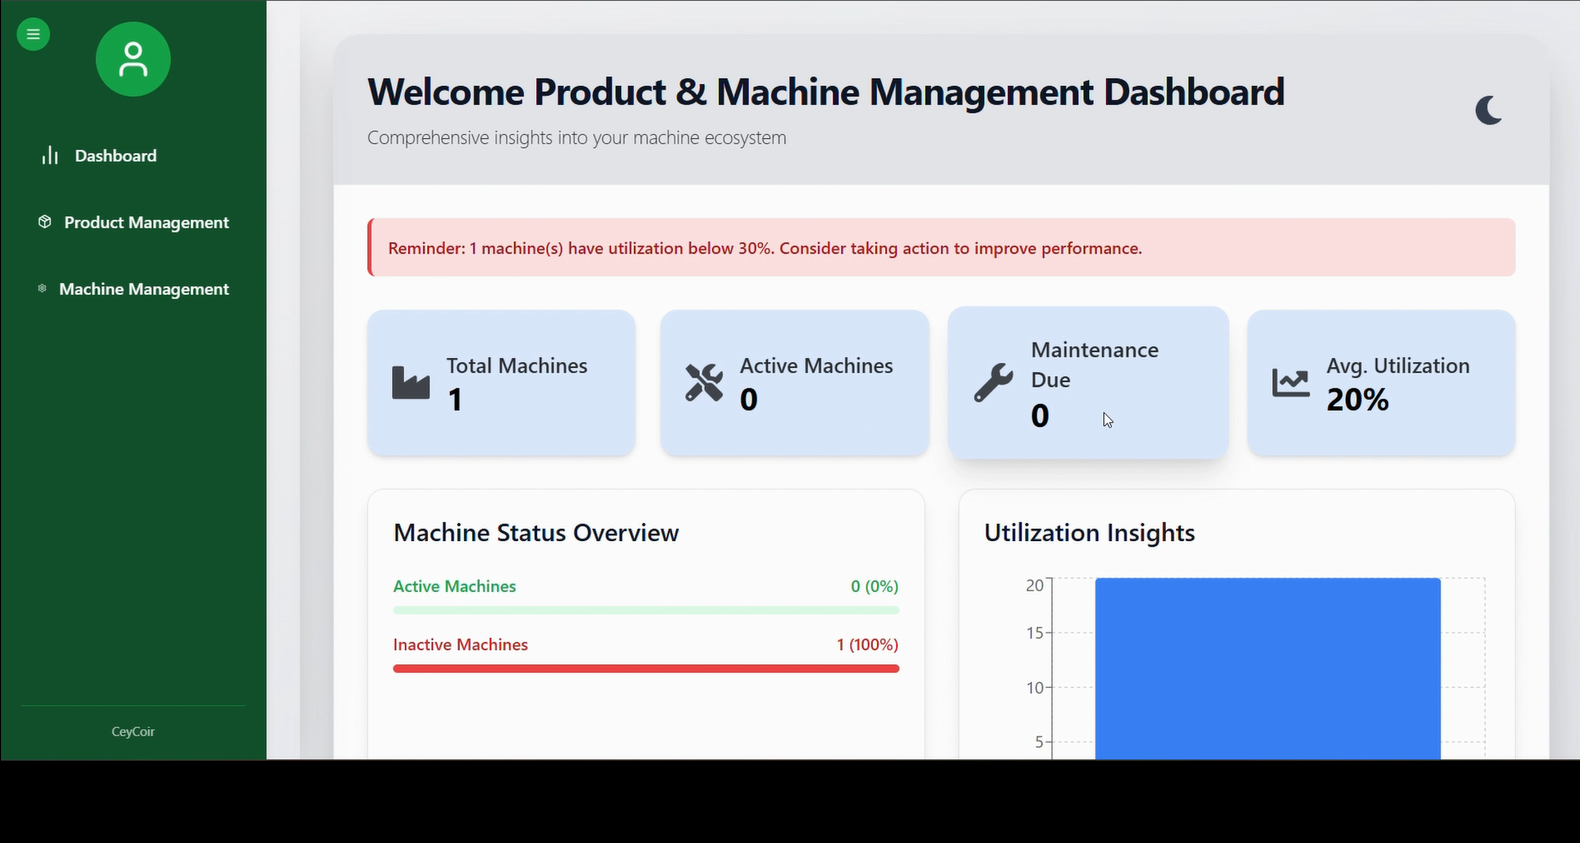 Welcome Product & Machine Management Dashboard
Comprehensive insights into your machine ecosystem
Dashboard
Product Management
Machine Management
CeyCoir
Reminder: 1 machine(s) have utilization below 30%. Consider taking action to improve performance.
Total Machines
1
Active Machines
0
Maintenance
Due
0
Avg. Utilization
20%
Machine Status Overview
Active Machines 0 (0%)
Inactive Machines 1 (100%)
Utilization Insights
20
15
10
5